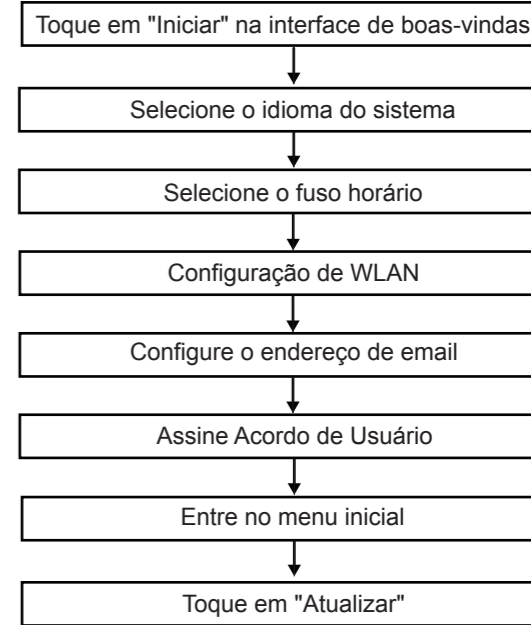 Toque em "Iniciar" na interface de boas-vindas
Selecione o idioma do sistema
Selecione o fuso horário
Configuração de WLAN
Configure o endereço de email
Assine Acordo de Usuário
Entre no menu inicial
Toque em "Atualizar"